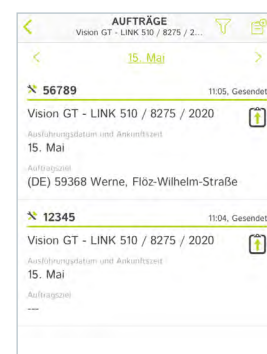 AUFTRÄGE
Vision GT - LINK 510 / 8275 / 2...
15. Mai
56789 11:05, Gesendet
Vision GT - LINK 510 / 8275 / 2020
Ausführungsdatum und Ankunftszeit
15. Mai
Auftragsziel
(DE) 59368 Werne, Flöz-Wilhelm-Straße
12345 11:04, Gesendet
Vision GT - LINK 510 / 8275 / 2020
Ausführungsdatum und Ankunftszeit
15. Mai
Auftragsziel
---